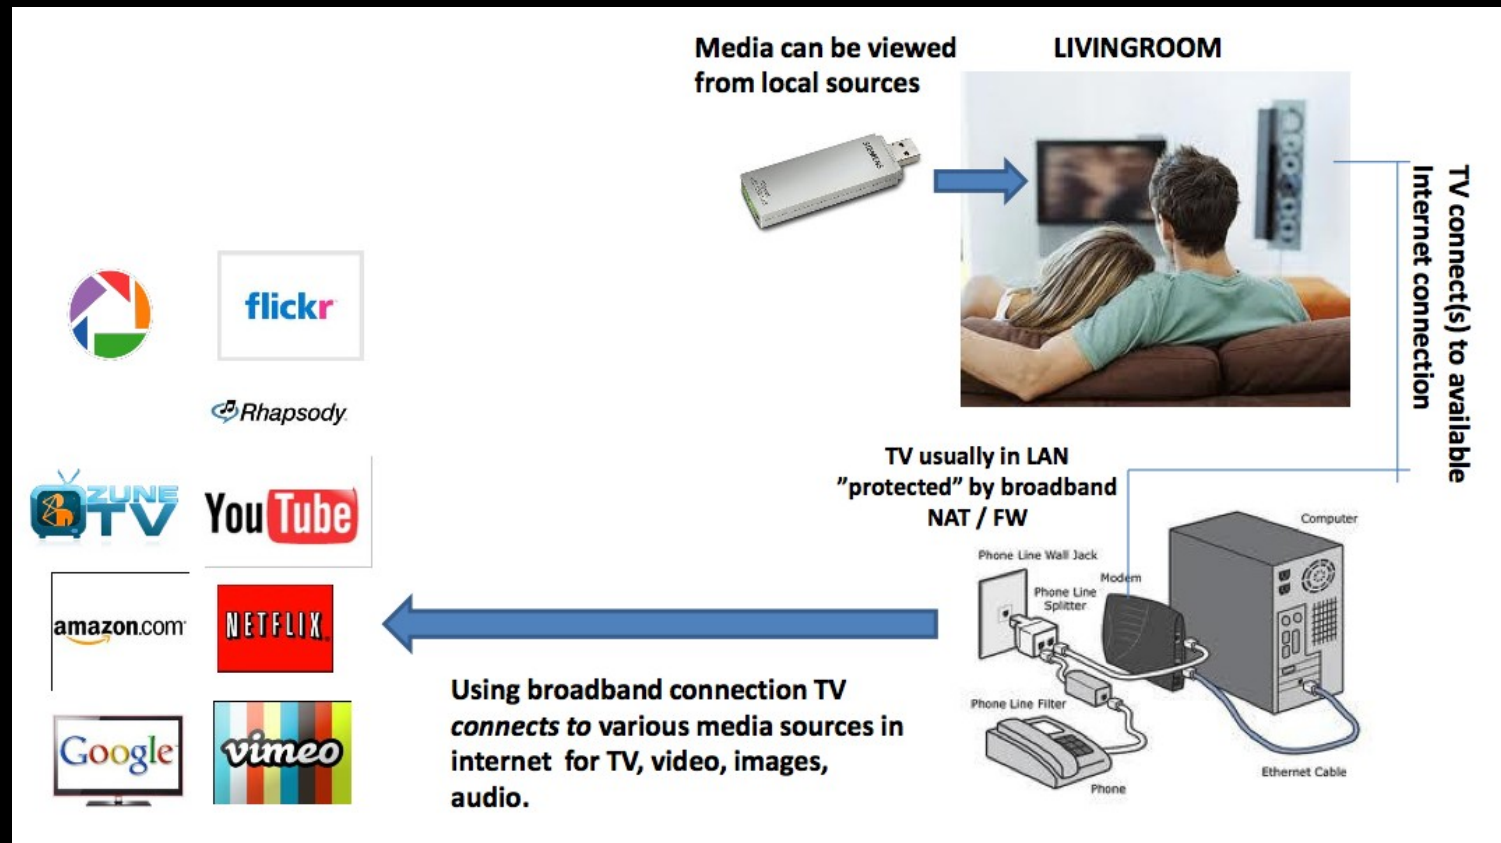 Media can be viewed
from local sources
LIVINGROOM
SIEMENS
TV connect(s) to available
Internet connection
flickr
Rhapsody
ZUNE
TV
YouTube
amazon.com
NETFLIX
Google
vimeo
TV usually in LAN
”protected” by broadband
NAT / FW
Computer
Phone Line Wall Jack
Modem
Phone Line
Splitter
Phone Line Filter
Phone
Ethernet Cable
Using broadband connection TV
connects to various media sources in
internet for TV, video, images,
audio.